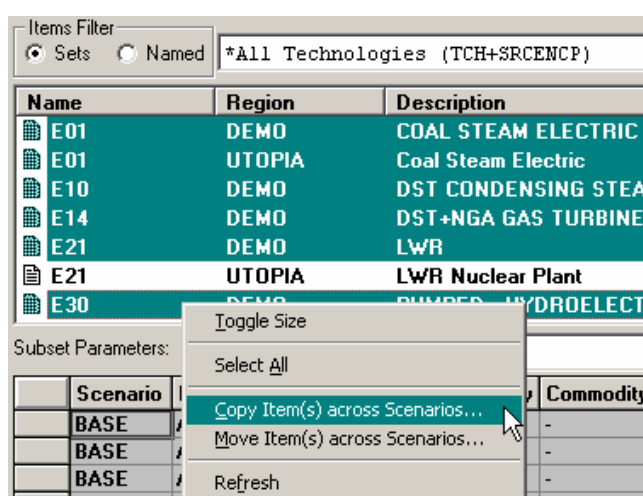 Items Filter
Sets Named *All Technologies (TCH+SRCENCP)
Name Region Description
E01 DEMO COAL STEAM ELECTRIC
E01 UTOPIA Coal Steam Electric
E10 DEMO DST CONDENSING STEA
E14 DEMO DST+NGA GAS TURBINE
E21 DEMO LWR
E21 UTOPIA LWR Nuclear Plant
E30
Toggle Size
Subset Parameters:
Select All
Scenario Commodity
Copy Item(s) across Scenarios...
BASE -
Move Item(s) across Scenarios...
BASE -
BASE -
Refresh